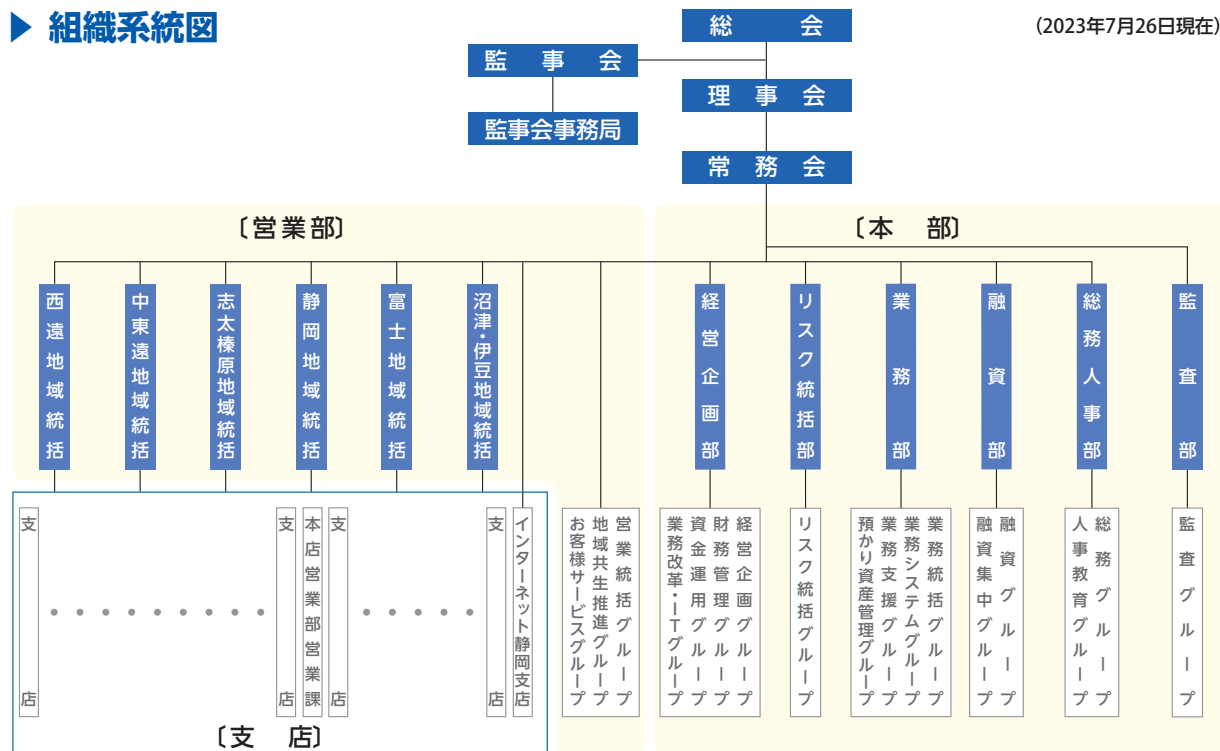 組織系統図
(2023年7月26日現在)
総会
監事会
理事会
監事会事務局
常務会
〔営業部〕
〔本部〕
西遠地域統括
中東遠地域統括
志太榛原地域統括
静岡地域統括
富士地域統括
沼津・伊豆地域統括
経営企画部
リスク統括部
業務部
融資部
総務人事部
監査部
支店
支店
本店営業部営業課
支店
支店
インターネット静岡支店
営業統括グループ
地域共生推進グループ
お客様サービスグループ
経営企画グループ
財務管理グループ
資金運用グループ
業務改革・ITグループ
リスク統括グループ
業務統括グループ
業務システムグループ
業務支援グループ
預かり資産管理グループ
融資グループ
融資集中グループ
総務グループ
人事教育グループ
監査グループ
〔支店〕